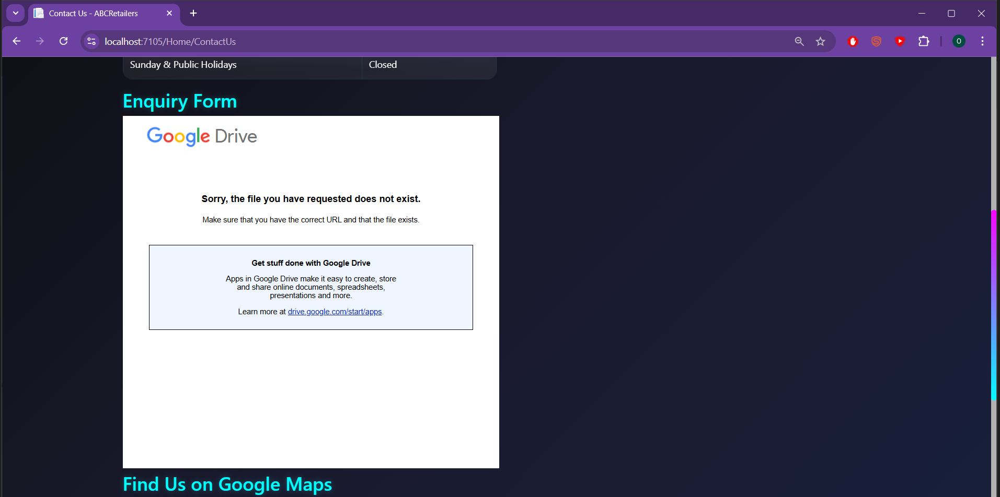 Contact Us - ABCRetailers
localhost:7105/Home/ContactUs
O
Sunday & Public Holidays Closed
Enquiry Form
Google Drive
Sorry, the file you have requested does not exist.
Make sure that you have the correct URL and that the file exists.
Get stuff done with Google Drive
Apps in Google Drive make it easy to create, store
and share online documents, spreadsheets,
presentations and more.
Learn more at drive.google.com/start/apps.
Find Us on Google Maps